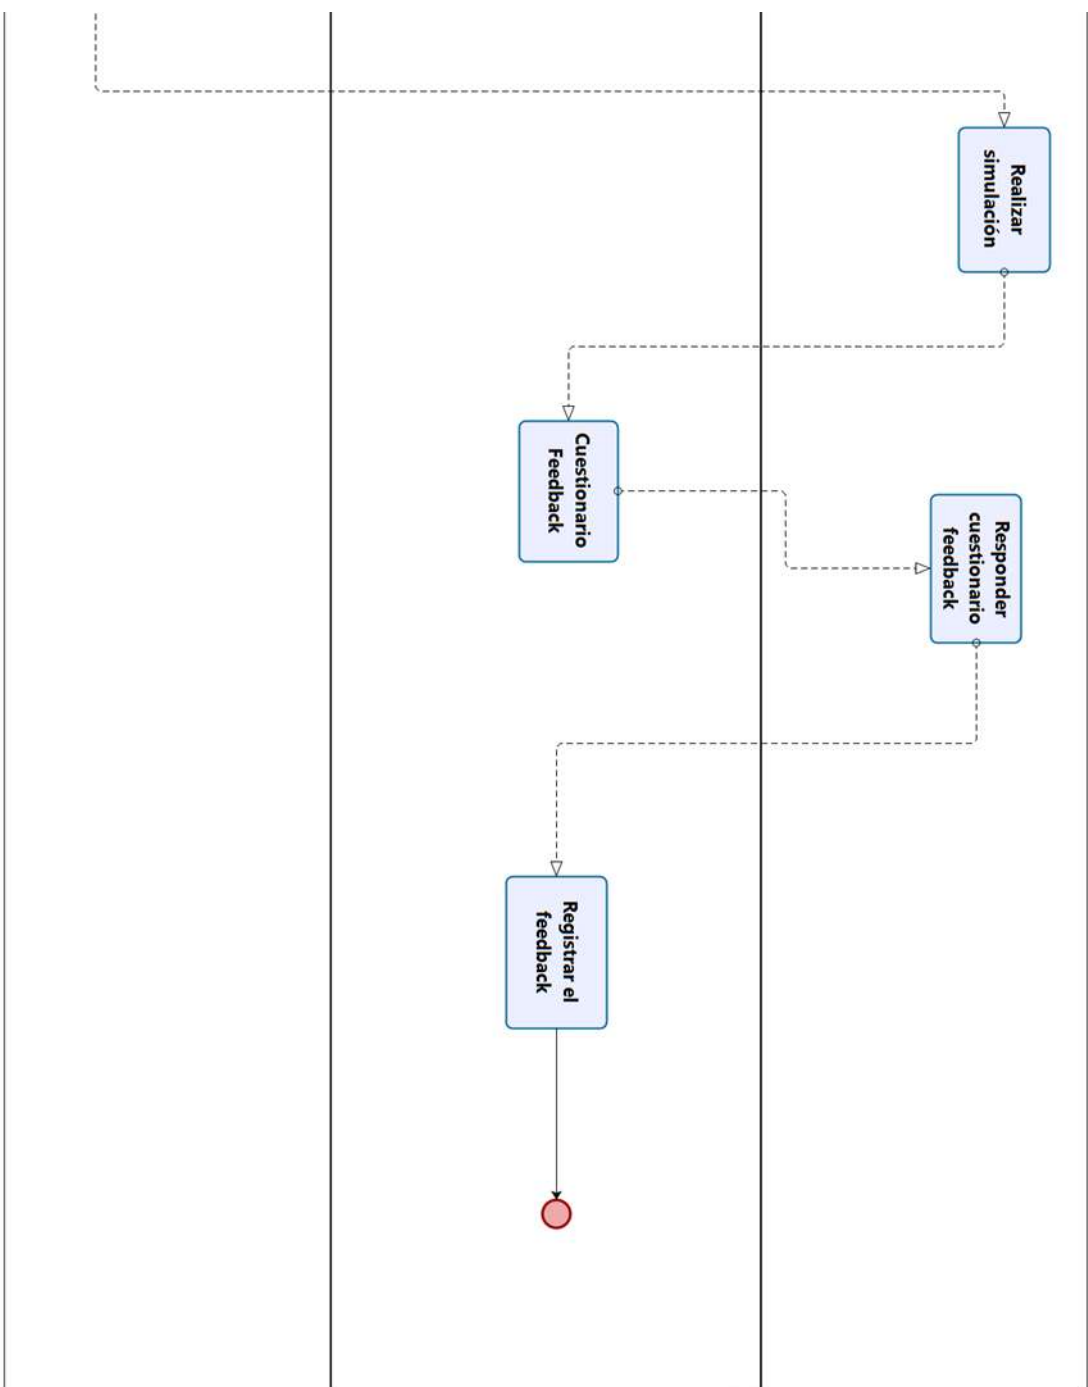 Realizar
simulación
Cuestionario
Feedback
Responder
cuestionario
feedback
Registrar el
feedback